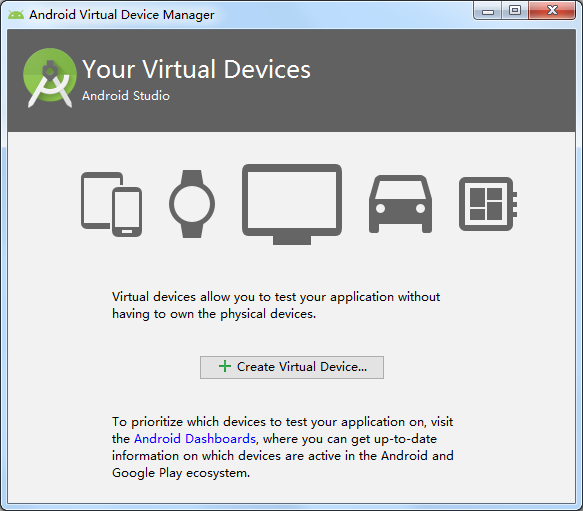 Android Virtual Device Manager
Your Virtual Devices
Android Studio
Virtual devices allow you to test your application without
having to own the physical devices.
Create Virtual Device...
To prioritize which devices to test your application on, visit
the Android Dashboards, where you can get up-to-date
information on which devices are active in the Android and
Google Play ecosystem.